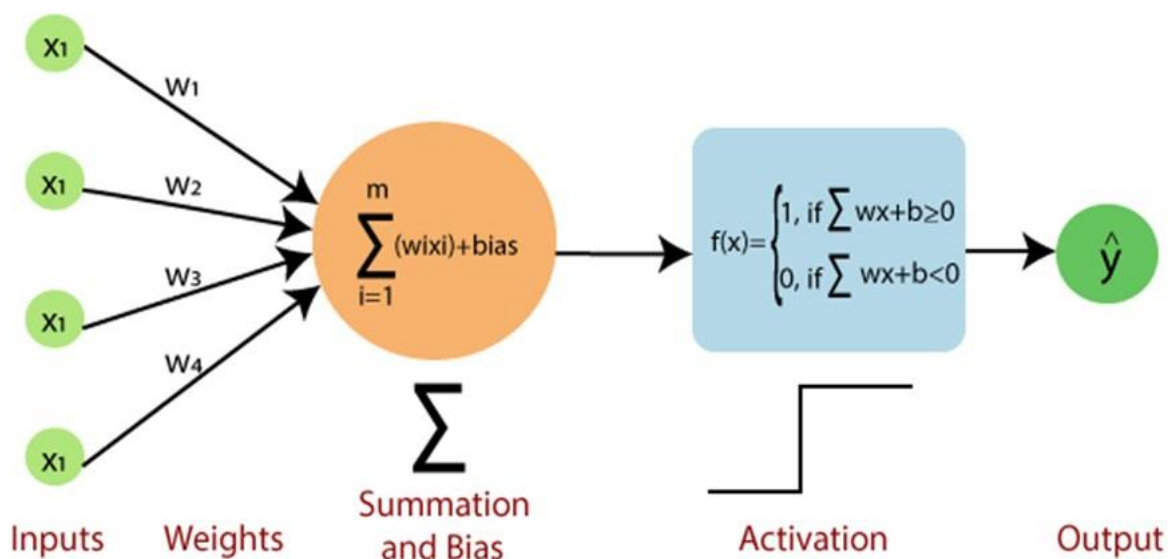 x1
w1
x1
w2
w3
x1
w4
x1
m
∑(wixi)+bias
i=1
f(x)={1, if ∑ wx+b≥0
0, if ∑ wx+b<0
ŷ
∑
Inputs
Weights
Summation
and Bias
Activation
Output